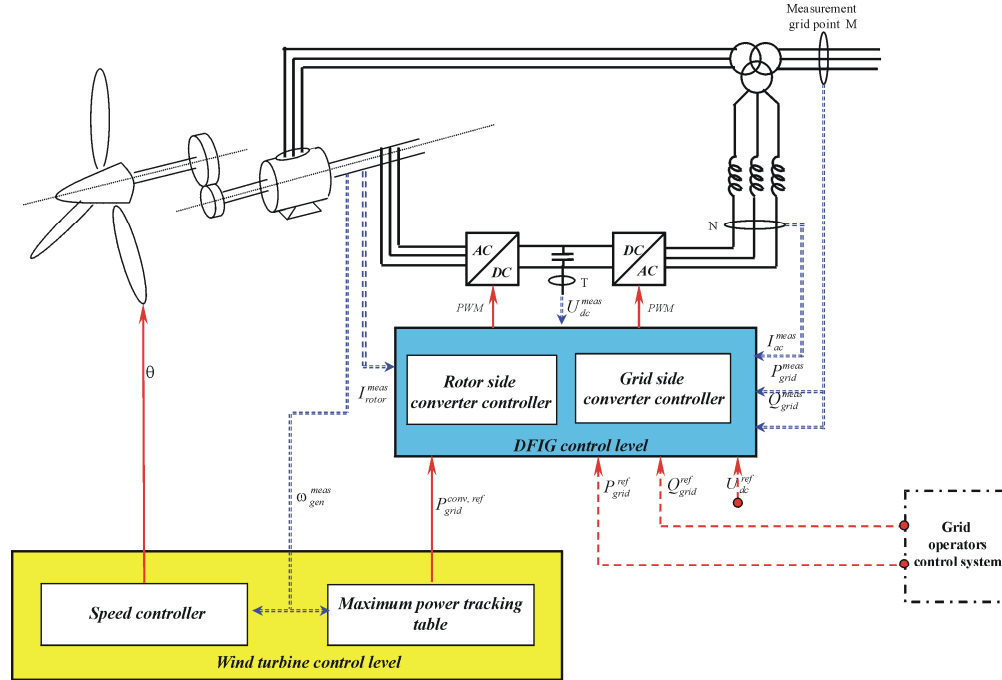 Measurement
grid point M
N
AC
DC
DC
AC
T
PWM
U_dc^meas
PWM
I_ac^meas
P_grid^meas
Q_grid^meas
θ
I_rotor^meas
Rotor side
converter controller
Grid side
converter controller
DFIG control level
ω_gen^meas
P_grid^conv, ref
P_grid^ref
Q_grid^ref
U_dc^ref
Grid
operators
control system
Speed controller
Maximum power tracking
table
Wind turbine control level